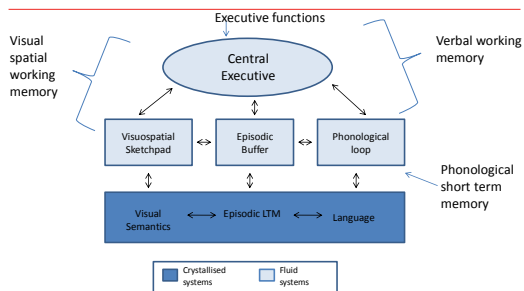 Executive functions
Visual
spatial
working
memory
Verbal working
memory
Central
Executive
Visuospatial
Sketchpad
Episodic
Buffer
Phonological
loop
Phonological
short term
memory
Visual
Semantics
Episodic LTM
Language
Crystallised
systems
Fluid
systems